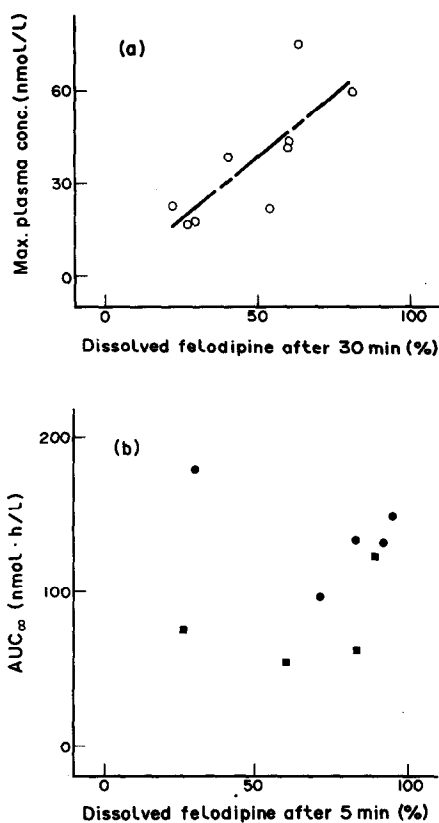 (a)
Max. plasma conc. (nmol/l)
60
30
0
0 50 100
Dissolved felodipine after 30 min (%)
(b)
AUC∞ (nmol·h/l)
200
100
0
0 50 100
Dissolved felodipine after 5 min (%)